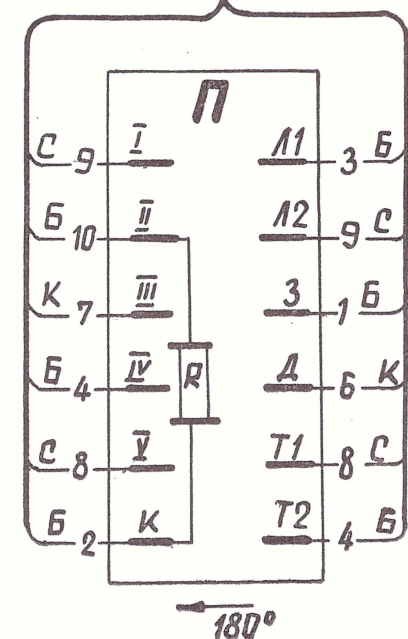 П
С 9 I Л1 3 Б
Б 10 II Л2 9 С
К 7 III З 1 Б
Б 4 IV R Д 6 К
С 8 V Т1 8 С
Б 2 К Т2 4 Б
180°